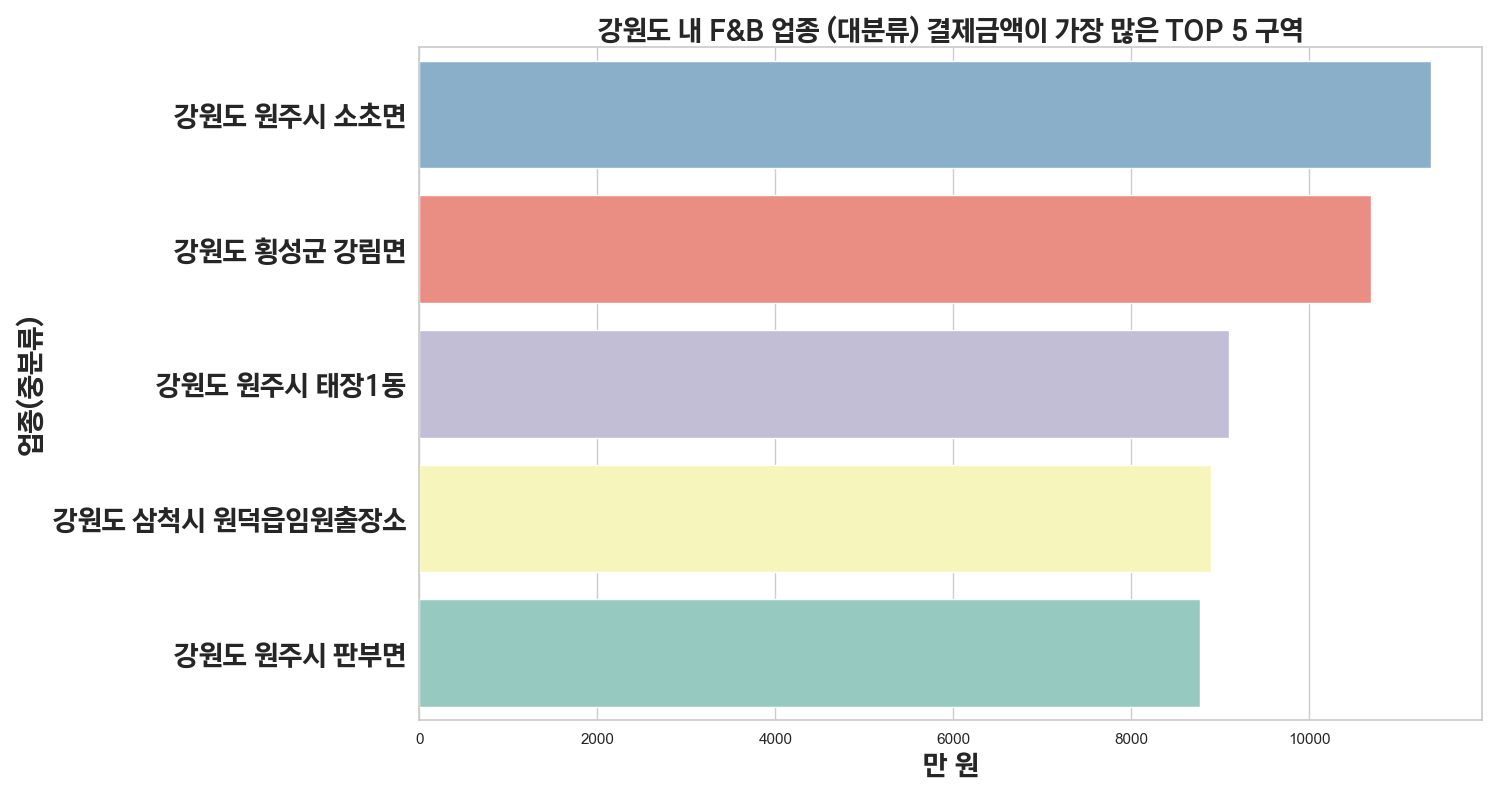 강원도 내 F&B 업종 (대분류) 결제금액이 가장 많은 TOP 5 구역
강원도 원주시 소초면
강원도 횡성군 강림면
강원도 원주시 태장1동
강원도 삼척시 원덕읍임원출장소
강원도 원주시 판부면
업종(중분류)
0 2000 4000 6000 8000 10000
만 원